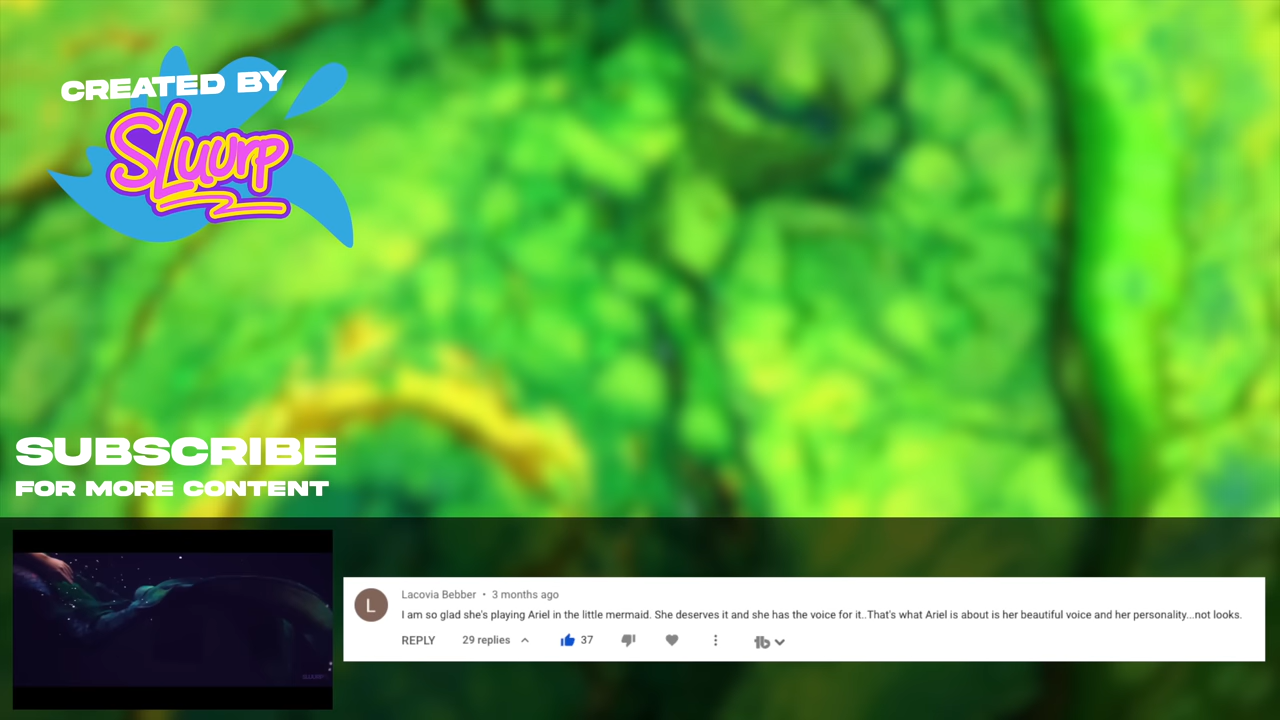 CREATED BY
SLuurp
SUBSCRIBE
FOR MORE CONTENT
L
Lacovia Bebber • 3 months ago
I am so glad she's playing Ariel in the little mermaid. She deserves it and she has the voice for it..That's what Ariel is about is her beautiful voice and her personality...not looks.
REPLY 29 replies 37 tb